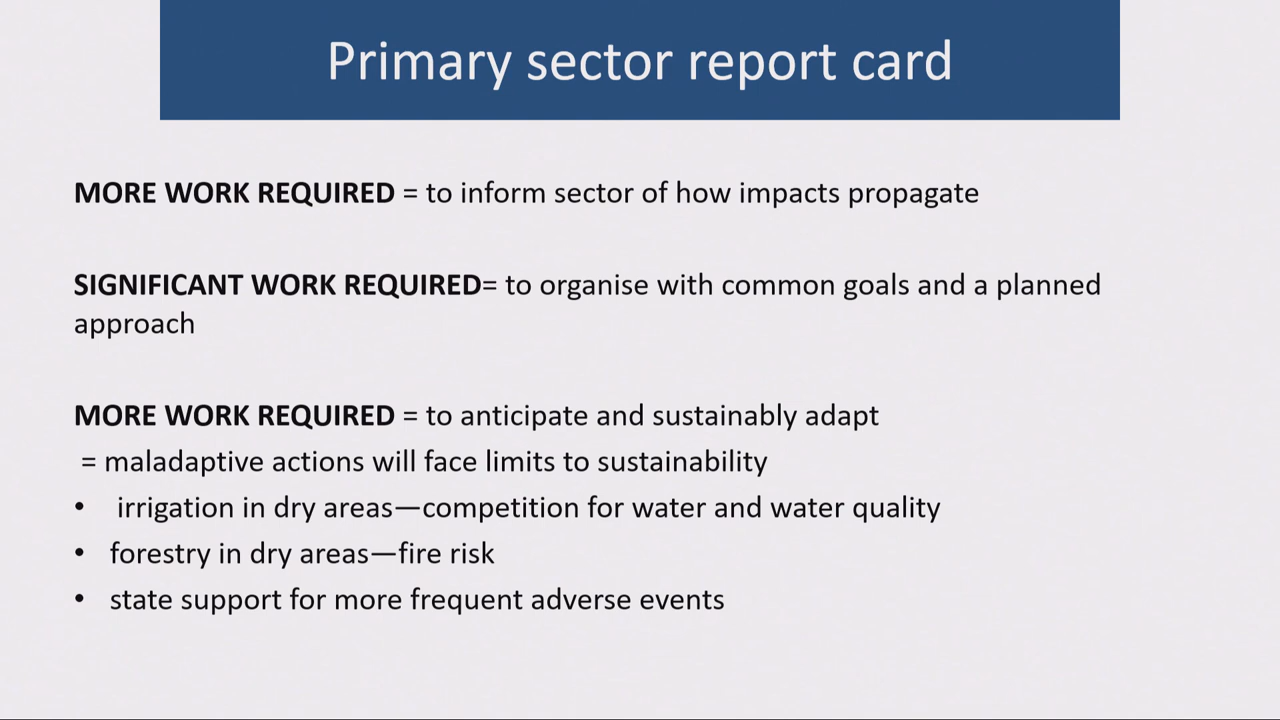 Primary sector report card
MORE WORK REQUIRED = to inform sector of how impacts propagate
SIGNIFICANT WORK REQUIRED= to organise with common goals and a planned
approach
MORE WORK REQUIRED = to anticipate and sustainably adapt
= maladaptive actions will face limits to sustainability
• irrigation in dry areas—competition for water and water quality
• forestry in dry areas—fire risk
• state support for more frequent adverse events